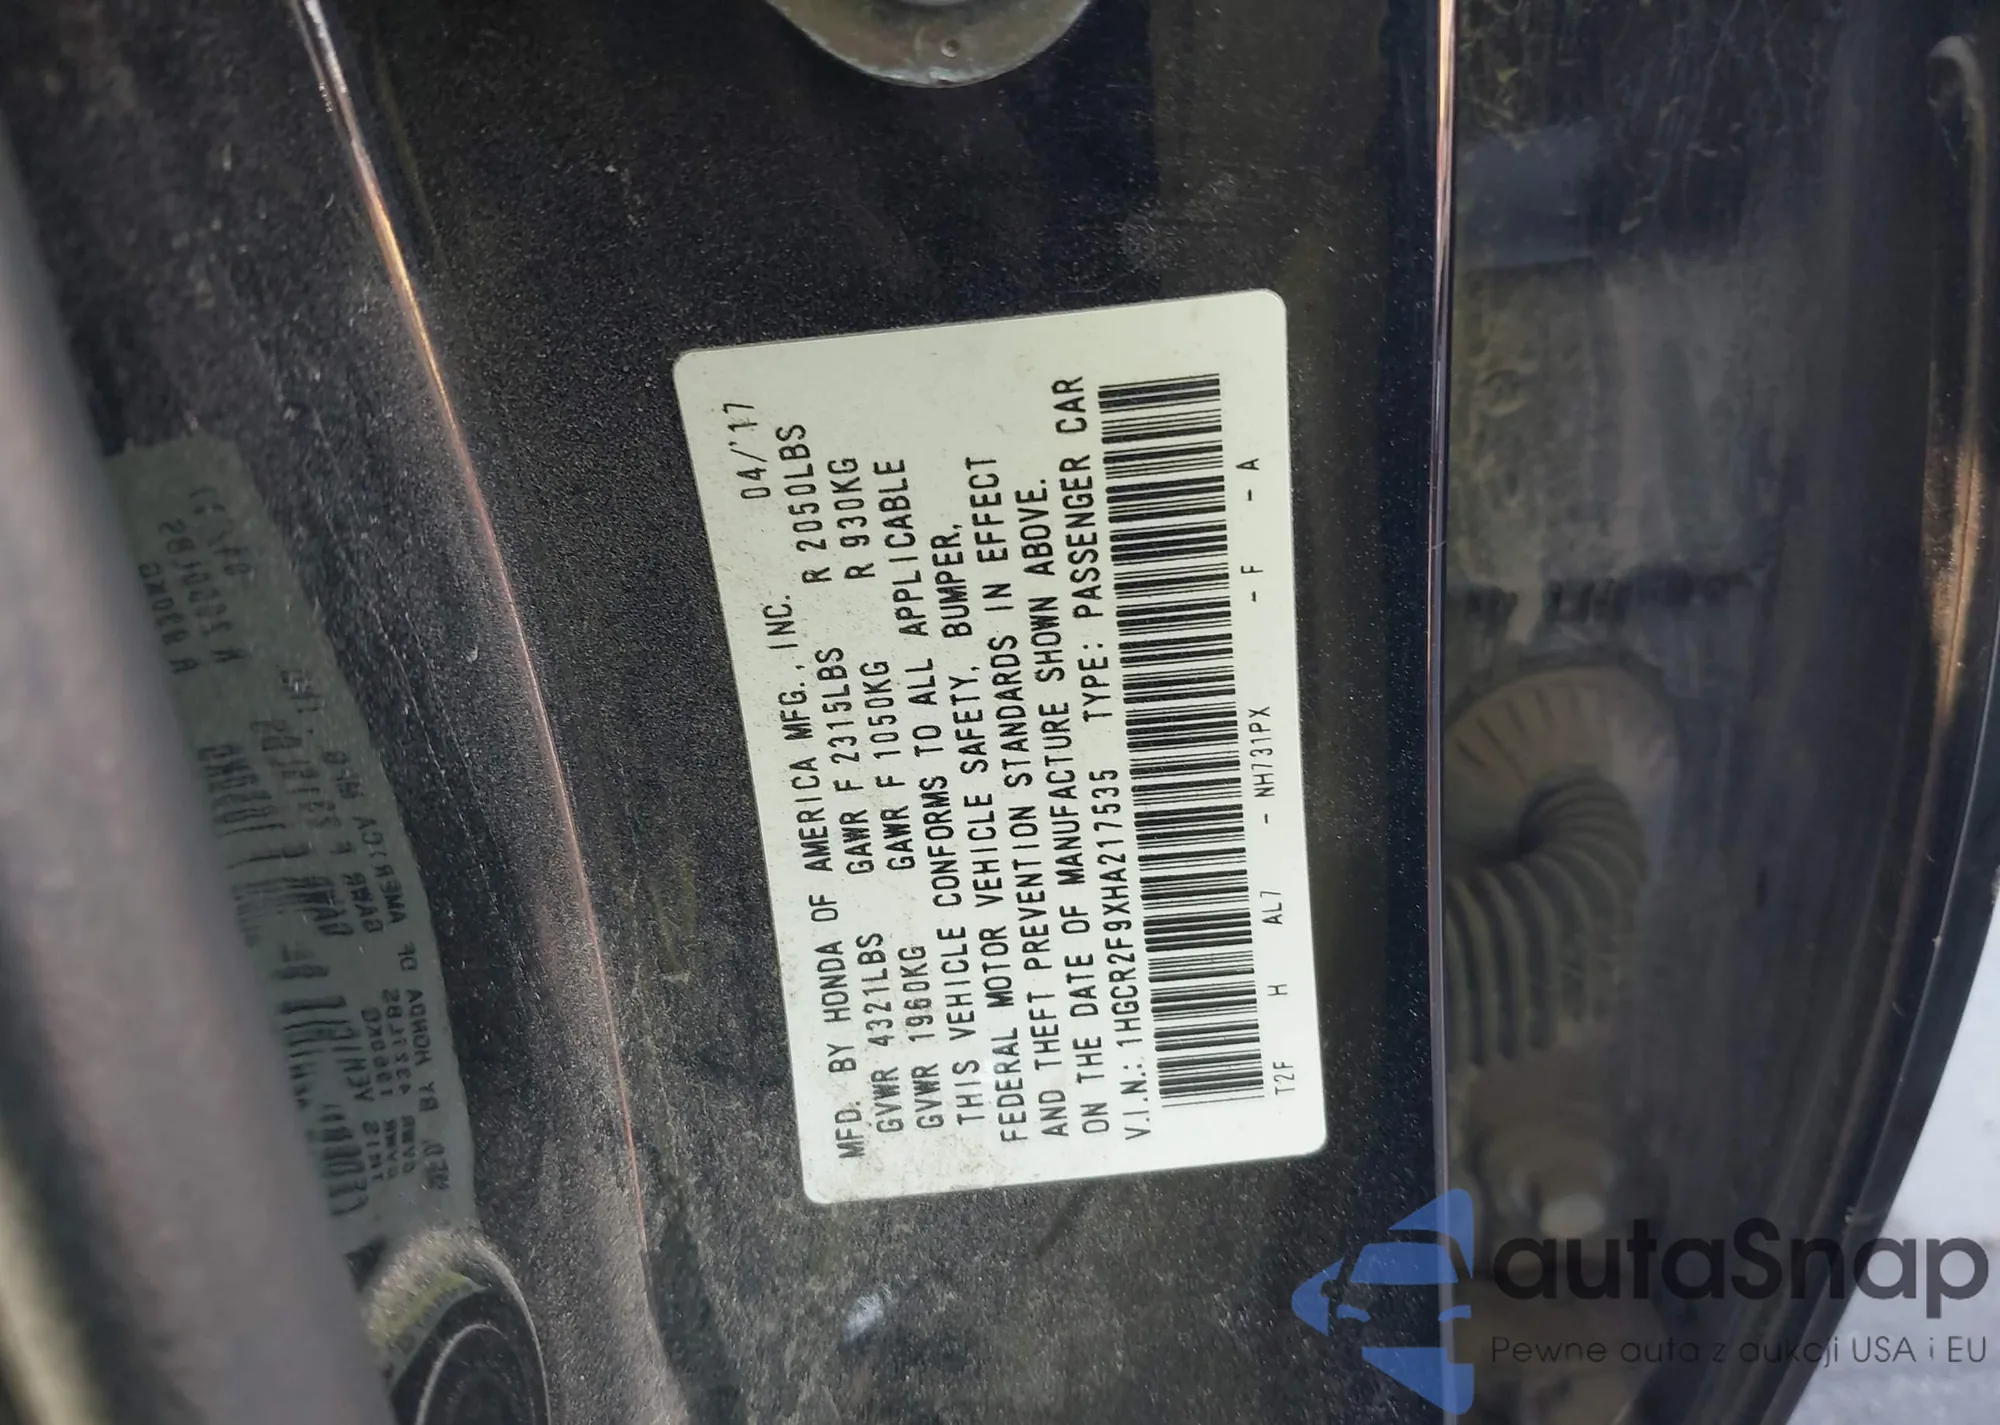 MFD. BY HONDA OF AMERICA MFG., INC. 04/'17
GVWR 4321LBS GAWR F 2315LBS R 2050LBS
GVWR 1960KG GAWR F 1050KG R 930KG
THIS VEHICLE CONFORMS TO ALL APPLICABLE
FEDERAL MOTOR VEHICLE SAFETY, BUMPER,
AND THEFT PREVENTION STANDARDS IN EFFECT
ON THE DATE OF MANUFACTURE SHOWN ABOVE.
V.I.N.: 1HGCR2F9XHA217535 TYPE: PASSENGER CAR
T2F H AL7 - NH731PX - F - A
autaSnap
Pewne auta z aukcji USA i EU